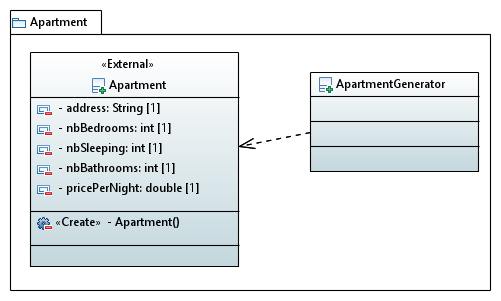 Apartment
«External»
Apartment
- address: String [1]
- nbBedrooms: int [1]
- nbSleeping: int [1]
- nbBathrooms: int [1]
- pricePerNight: double [1]
«Create» - Apartment()
ApartmentGenerator